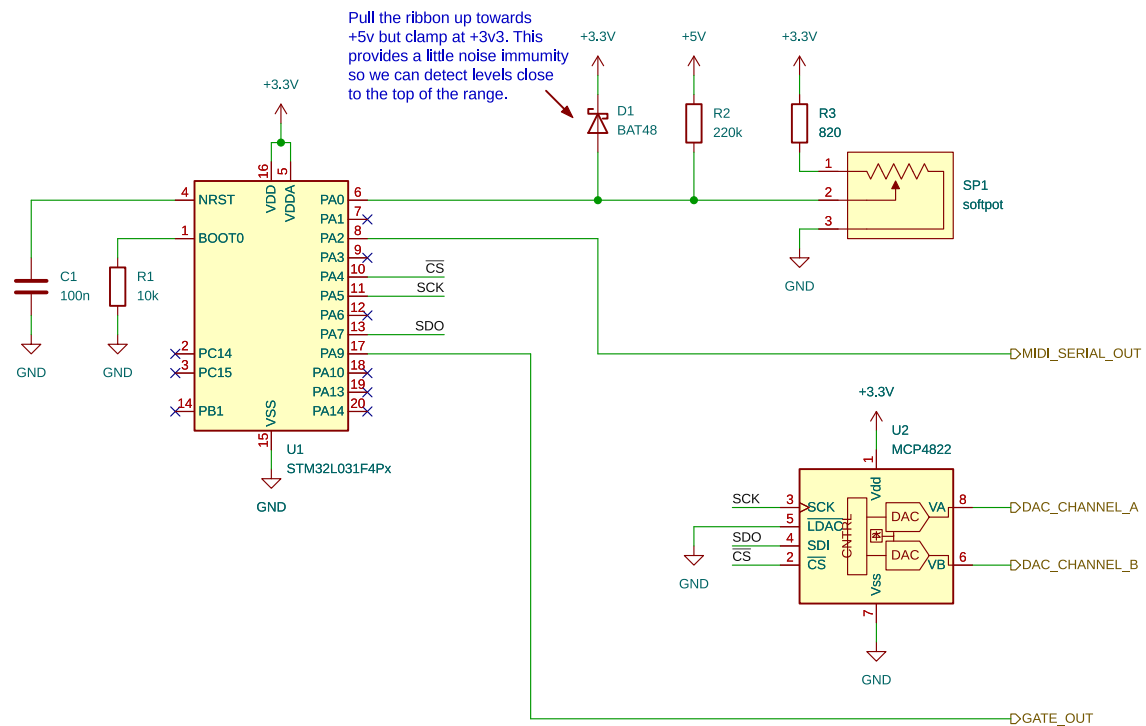 Pull the ribbon up towards
+5v but clamp at +3v3. This
provides a little noise immumity
so we can detect levels close
to the top of the range.
+3.3V
+5V
+3.3V
+3.3V
D1
BAT48
R2
220k
R3
820
1
2
3
SP1
softpot
GND
16
5
VDD
VDDA
4
NRST
1
BOOT0
2
PC14
3
PC15
14
PB1
15
VSS
PA0
6
PA1
7
PA2
8
PA3
9
PA4
10
PA5
11
PA6
12
PA7
13
PA9
17
PA10
18
PA13
19
PA14
20
CS
SCK
SDO
C1
100n
GND
R1
10k
GND
U1
STM32L031F4Px
GND
MIDI_SERIAL_OUT
+3.3V
U2
MCP4822
1
Vdd
SCK
3
SCK
5
LDAC
SDO
4
SDI
CS
2
CS
CNTRL
DAC
DAC
VA
8
DAC_CHANNEL_A
VB
6
DAC_CHANNEL_B
Vss
7
GND
GND
GATE_OUT